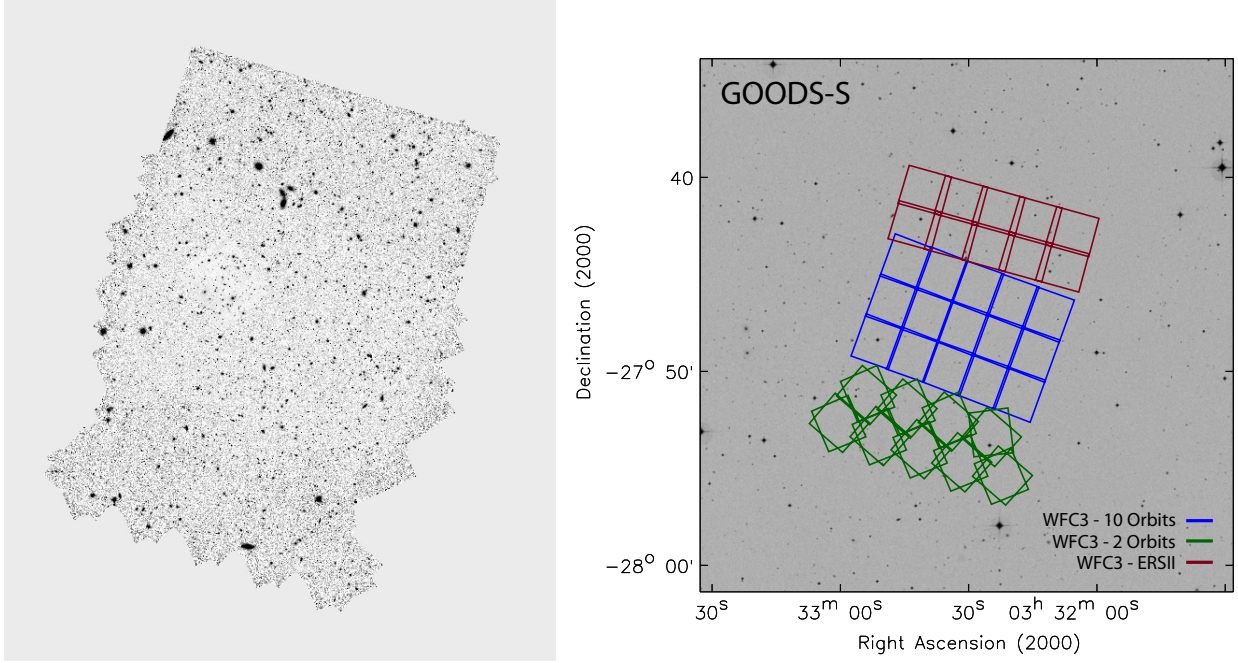 GOODS-S
40
−27° 50'
−28° 00'
Declination (2000)
WFC3 - 10 Orbits
WFC3 - 2 Orbits
WFC3 - ERSII
30ˢ 33ᵐ 00ˢ 30ˢ 03ʰ 32ᵐ 00ˢ
Right Ascension (2000)